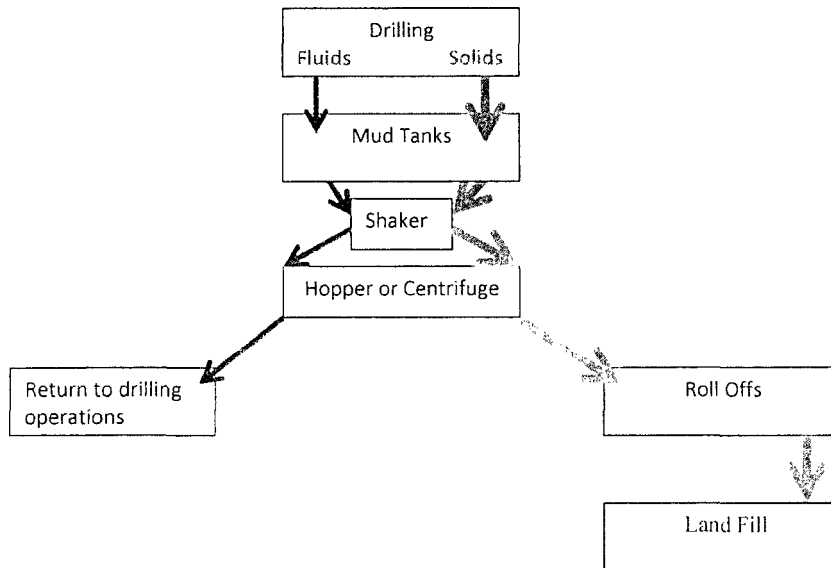 Drilling
Fluids Solids
Mud Tanks
Shaker
Hopper or Centrifuge
Return to drilling
operations
Roll Offs
Land Fill